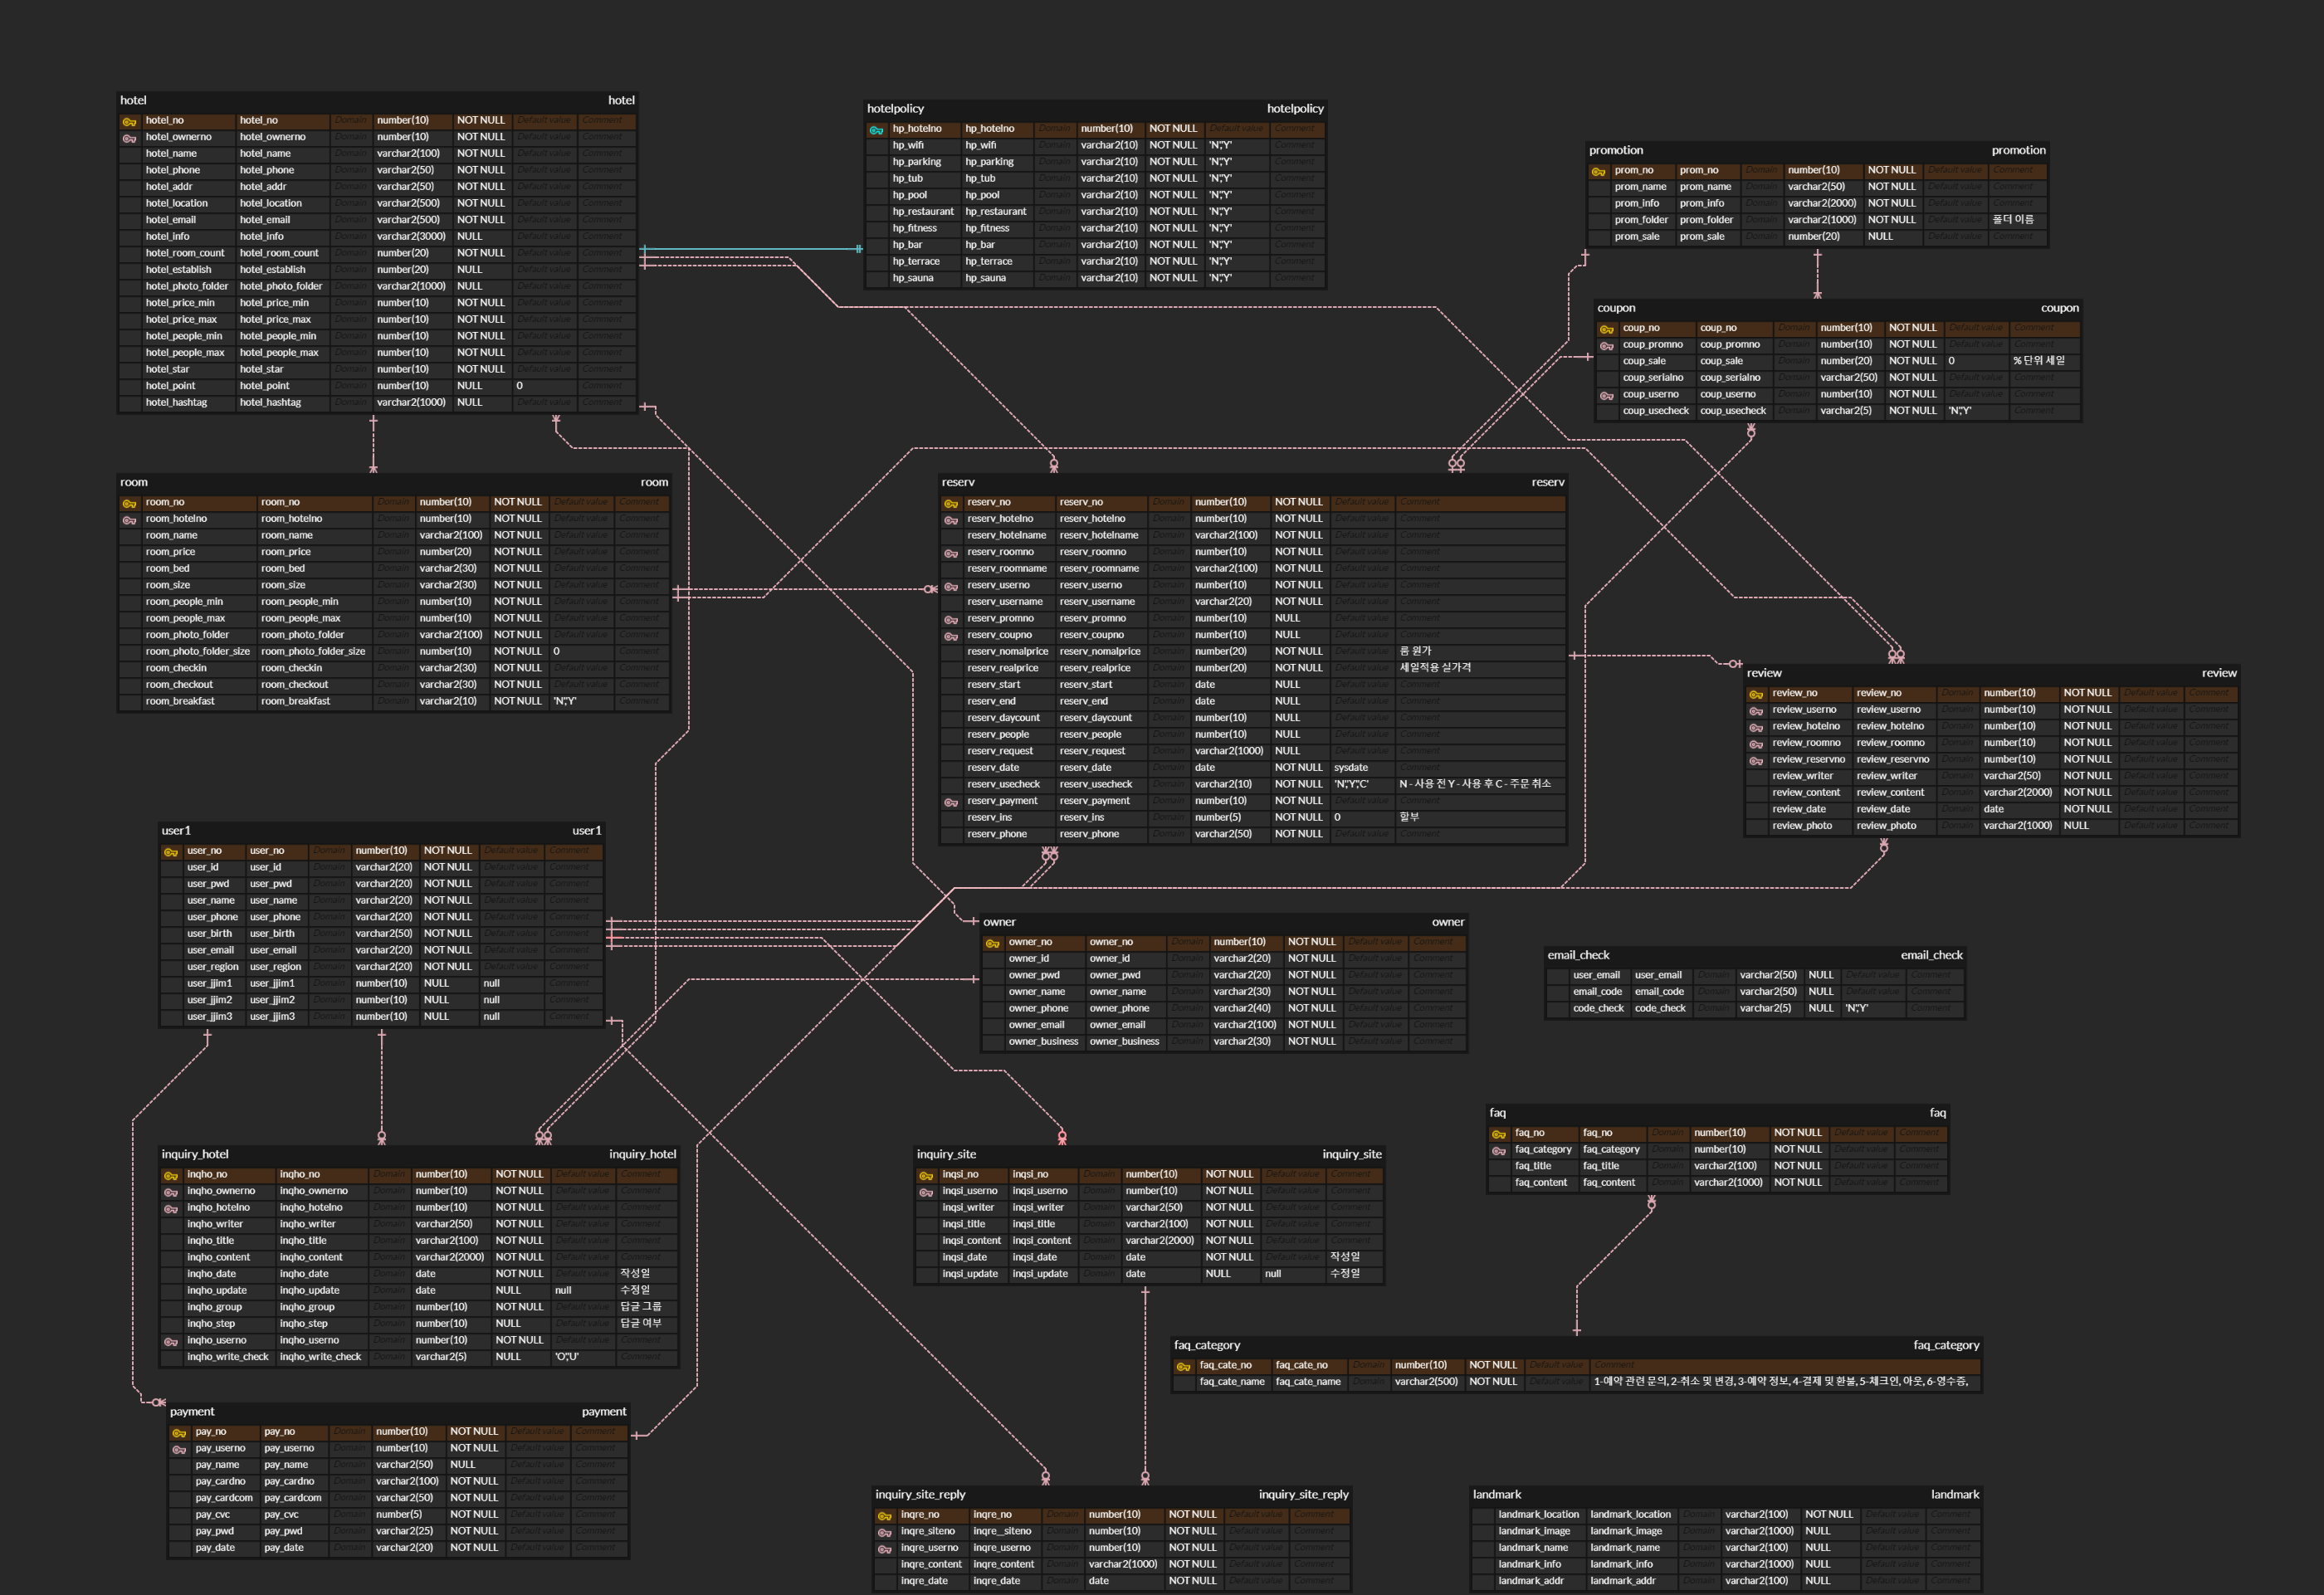 hotel hotel
hotel_no hotel_no Domain number(10) NOT NULL Default value Comment
hotel_ownerno hotel_ownerno Domain number(10) NOT NULL Default value Comment
hotel_name hotel_name Domain varchar2(100) NOT NULL Default value Comment
hotel_phone hotel_phone Domain varchar2(50) NOT NULL Default value Comment
hotel_addr hotel_addr Domain varchar2(50) NOT NULL Default value Comment
hotel_location hotel_location Domain varchar2(500) NOT NULL Default value Comment
hotel_email hotel_email Domain varchar2(500) NOT NULL Default value Comment
hotel_info hotel_info Domain varchar2(3000) NULL Default value Comment
hotel_room_count hotel_room_count Domain number(20) NOT NULL Default value Comment
hotel_establish hotel_establish Domain number(20) NULL Default value Comment
hotel_photo_folder hotel_photo_folder Domain varchar2(1000) NULL Default value Comment
hotel_price_min hotel_price_min Domain number(10) NOT NULL Default value Comment
hotel_price_max hotel_price_max Domain number(10) NOT NULL Default value Comment
hotel_people_min hotel_people_min Domain number(10) NOT NULL Default value Comment
hotel_people_max hotel_people_max Domain number(10) NOT NULL Default value Comment
hotel_star hotel_star Domain number(10) NOT NULL Default value Comment
hotel_point hotel_point Domain number(10) NULL 0 Comment
hotel_hashtag hotel_hashtag Domain varchar2(1000) NULL Default value Comment
hotelpolicy hotelpolicy
hp_hotelno hp_hotelno Domain number(10) NOT NULL Default value Comment
hp_wifi hp_wifi Domain varchar2(10) NOT NULL 'N','Y' Comment
hp_parking hp_parking Domain varchar2(10) NOT NULL 'N','Y' Comment
hp_tub hp_tub Domain varchar2(10) NOT NULL 'N','Y' Comment
hp_pool hp_pool Domain varchar2(10) NOT NULL 'N','Y' Comment
hp_restaurant hp_restaurant Domain varchar2(10) NOT NULL 'N','Y' Comment
hp_fitness hp_fitness Domain varchar2(10) NOT NULL 'N','Y' Comment
hp_bar hp_bar Domain varchar2(10) NOT NULL 'N','Y' Comment
hp_terrace hp_terrace Domain varchar2(10) NOT NULL 'N','Y' Comment
hp_sauna hp_sauna Domain varchar2(10) NOT NULL 'N','Y' Comment
promotion promotion
prom_no prom_no Domain number(10) NOT NULL Default value Comment
prom_name prom_name Domain varchar2(50) NOT NULL Default value Comment
prom_info prom_info Domain varchar2(2000) NOT NULL Default value Comment
prom_folder prom_folder Domain varchar2(1000) NOT NULL Default value 폴더 이름
prom_sale prom_sale Domain number(20) NULL Default value Comment
coupon coupon
coup_no coup_no Domain number(10) NOT NULL Default value Comment
coup_promno coup_promno Domain number(10) NOT NULL Default value Comment
coup_sale coup_sale Domain number(20) NOT NULL 0 % 단위 세일
coup_serialno coup_serialno Domain varchar2(50) NOT NULL Default value Comment
coup_userno coup_userno Domain number(10) NOT NULL Default value Comment
coup_usecheck coup_usecheck Domain varchar2(5) NOT NULL 'N','Y' Comment
room room
room_no room_no Domain number(10) NOT NULL Default value Comment
room_hotelno room_hotelno Domain number(10) NOT NULL Default value Comment
room_name room_name Domain varchar2(100) NOT NULL Default value Comment
room_price room_price Domain number(20) NOT NULL Default value Comment
room_bed room_bed Domain varchar2(30) NOT NULL Default value Comment
room_size room_size Domain varchar2(30) NOT NULL Default value Comment
room_people_min room_people_min Domain number(10) NOT NULL Default value Comment
room_people_max room_people_max Domain number(10) NOT NULL Default value Comment
room_photo_folder room_photo_folder Domain varchar2(100) NOT NULL Default value Comment
room_photo_folder_size room_photo_folder_size Domain number(10) NOT NULL 0 Comment
room_checkin room_checkin Domain varchar2(30) NOT NULL Default value Comment
room_checkout room_checkout Domain varchar2(30) NOT NULL Default value Comment
room_breakfast room_breakfast Domain varchar2(10) NOT NULL 'N','Y' Comment
reserv reserv
reserv_no reserv_no Domain number(10) NOT NULL Default value Comment
reserv_hotelno reserv_hotelno Domain number(10) NOT NULL Default value Comment
reserv_hotelname reserv_hotelname Domain varchar2(100) NOT NULL Default value Comment
reserv_roomno reserv_roomno Domain number(10) NOT NULL Default value Comment
reserv_roomname reserv_roomname Domain varchar2(100) NOT NULL Default value Comment
reserv_userno reserv_userno Domain number(10) NOT NULL Default value Comment
reserv_username reserv_username Domain varchar2(20) NOT NULL Default value Comment
reserv_promno reserv_promno Domain number(10) NULL Default value Comment
reserv_coupno reserv_coupno Domain number(10) NULL Default value Comment
reserv_nomalprice reserv_nomalprice Domain number(20) NOT NULL Default value 룸 원가
reserv_realprice reserv_realprice Domain number(20) NOT NULL Default value 세일적용 실가격
reserv_start reserv_start Domain date NULL Default value Comment
reserv_end reserv_end Domain date NULL Default value Comment
reserv_daycount reserv_daycount Domain number(10) NULL Default value Comment
reserv_people reserv_people Domain number(10) NULL Default value Comment
reserv_request reserv_request Domain varchar2(1000) NULL Default value Comment
reserv_date reserv_date Domain date NOT NULL sysdate Comment
reserv_usecheck reserv_usecheck Domain varchar2(10) NOT NULL 'N','Y','C' N - 사용 전 Y - 사용 후 C - 주문 취소
reserv_payment reserv_payment Domain number(10) NOT NULL Default value Comment
reserv_ins reserv_ins Domain number(5) NOT NULL 0 할부
reserv_phone reserv_phone Domain varchar2(50) NOT NULL Default value Comment
review review
review_no review_no Domain number(10) NOT NULL Default value Comment
review_userno review_userno Domain number(10) NOT NULL Default value Comment
review_hotelno review_hotelno Domain number(10) NOT NULL Default value Comment
review_roomno review_roomno Domain number(10) NOT NULL Default value Comment
review_reservno review_reservno Domain number(10) NOT NULL Default value Comment
review_writer review_writer Domain varchar2(50) NOT NULL Default value Comment
review_content review_content Domain varchar2(2000) NOT NULL Default value Comment
review_date review_date Domain date NOT NULL Default value Comment
review_photo review_photo Domain varchar2(1000) NULL Default value Comment
user1 user1
user_no user_no Domain number(10) NOT NULL Default value Comment
user_id user_id Domain varchar2(20) NOT NULL Default value Comment
user_pwd user_pwd Domain varchar2(20) NOT NULL Default value Comment
user_name user_name Domain varchar2(20) NOT NULL Default value Comment
user_phone user_phone Domain varchar2(20) NOT NULL Default value Comment
user_birth user_birth Domain varchar2(50) NOT NULL Default value Comment
user_email user_email Domain varchar2(20) NOT NULL Default value Comment
user_region user_region Domain varchar2(20) NOT NULL Default value Comment
user_jjim1 user_jjim1 Domain number(10) NULL null Comment
user_jjim2 user_jjim2 Domain number(10) NULL null Comment
user_jjim3 user_jjim3 Domain number(10) NULL null Comment
owner owner
owner_no owner_no Domain number(10) NOT NULL Default value Comment
owner_id owner_id Domain varchar2(20) NOT NULL Default value Comment
owner_pwd owner_pwd Domain varchar2(20) NOT NULL Default value Comment
owner_name owner_name Domain varchar2(30) NOT NULL Default value Comment
owner_phone owner_phone Domain varchar2(40) NOT NULL Default value Comment
owner_email owner_email Domain varchar2(100) NOT NULL Default value Comment
owner_business owner_business Domain varchar2(30) NOT NULL Default value Comment
email_check email_check
user_email user_email Domain varchar2(50) NULL Default value Comment
email_code email_code Domain varchar2(50) NULL Default value Comment
code_check code_check Domain varchar2(5) NULL 'N','Y' Comment
inquiry_hotel inquiry_hotel
inqho_no inqho_no Domain number(10) NOT NULL Default value Comment
inqho_ownerno inqho_ownerno Domain number(10) NOT NULL Default value Comment
inqho_hotelno inqho_hotelno Domain number(10) NOT NULL Default value Comment
inqho_writer inqho_writer Domain varchar2(50) NOT NULL Default value Comment
inqho_title inqho_title Domain varchar2(100) NOT NULL Default value Comment
inqho_content inqho_content Domain varchar2(2000) NOT NULL Default value Comment
inqho_date inqho_date Domain date NOT NULL Default value 작성일
inqho_update inqho_update Domain date NULL null 수정일
inqho_group inqho_group Domain number(10) NOT NULL Default value 답글 그룹
inqho_step inqho_step Domain number(10) NULL Default value 답글 여부
inqho_userno inqho_userno Domain number(10) NOT NULL Default value Comment
inqho_write_check inqho_write_check Domain varchar2(5) NULL 'O','U' Comment
inquiry_site inquiry_site
inqsi_no inqsi_no Domain number(10) NOT NULL Default value Comment
inqsi_userno inqsi_userno Domain number(10) NOT NULL Default value Comment
inqsi_writer inqsi_writer Domain varchar2(50) NOT NULL Default value Comment
inqsi_title inqsi_title Domain varchar2(100) NOT NULL Default value Comment
inqsi_content inqsi_content Domain varchar2(2000) NOT NULL Default value Comment
inqsi_date inqsi_date Domain date NOT NULL Default value 작성일
inqsi_update inqsi_update Domain date NULL null 수정일
faq faq
faq_no faq_no Domain number(10) NOT NULL Default value Comment
faq_category faq_category Domain number(10) NOT NULL Default value Comment
faq_title faq_title Domain varchar2(100) NOT NULL Default value Comment
faq_content faq_content Domain varchar2(1000) NOT NULL Default value Comment
faq_category faq_category
faq_cate_no faq_cate_no Domain number(10) NOT NULL Default value Comment
faq_cate_name faq_cate_name Domain varchar2(500) NOT NULL Default value 1-예약 관련 문의, 2-취소 및 변경, 3-예약 정보, 4-결제 및 환불, 5-체크인, 아웃, 6-영수증,
payment payment
pay_no pay_no Domain number(10) NOT NULL Default value Comment
pay_userno pay_userno Domain number(10) NOT NULL Default value Comment
pay_name pay_name Domain varchar2(50) NULL Default value Comment
pay_cardno pay_cardno Domain varchar2(100) NOT NULL Default value Comment
pay_cardcom pay_cardcom Domain varchar2(50) NOT NULL Default value Comment
pay_cvc pay_cvc Domain number(5) NOT NULL Default value Comment
pay_pwd pay_pwd Domain varchar2(25) NOT NULL Default value Comment
pay_date pay_date Domain varchar2(20) NOT NULL Default value Comment
inquiry_site_reply inquiry_site_reply
inqre_no inqre_no Domain number(10) NOT NULL Default value Comment
inqre_siteno inqre__siteno Domain number(10) NOT NULL Default value Comment
inqre_userno inqre_userno Domain number(10) NOT NULL Default value Comment
inqre_content inqre_content Domain varchar2(1000) NOT NULL Default value Comment
inqre_date inqre_date Domain date NOT NULL Default value Comment
landmark landmark
landmark_location landmark_location Domain varchar2(100) NOT NULL Default value Comment
landmark_image landmark_image Domain varchar2(1000) NULL Default value Comment
landmark_name landmark_name Domain varchar2(100) NULL Default value Comment
landmark_info landmark_info Domain varchar2(1000) NULL Default value Comment
landmark_addr landmark_addr Domain varchar2(100) NULL Default value Comment